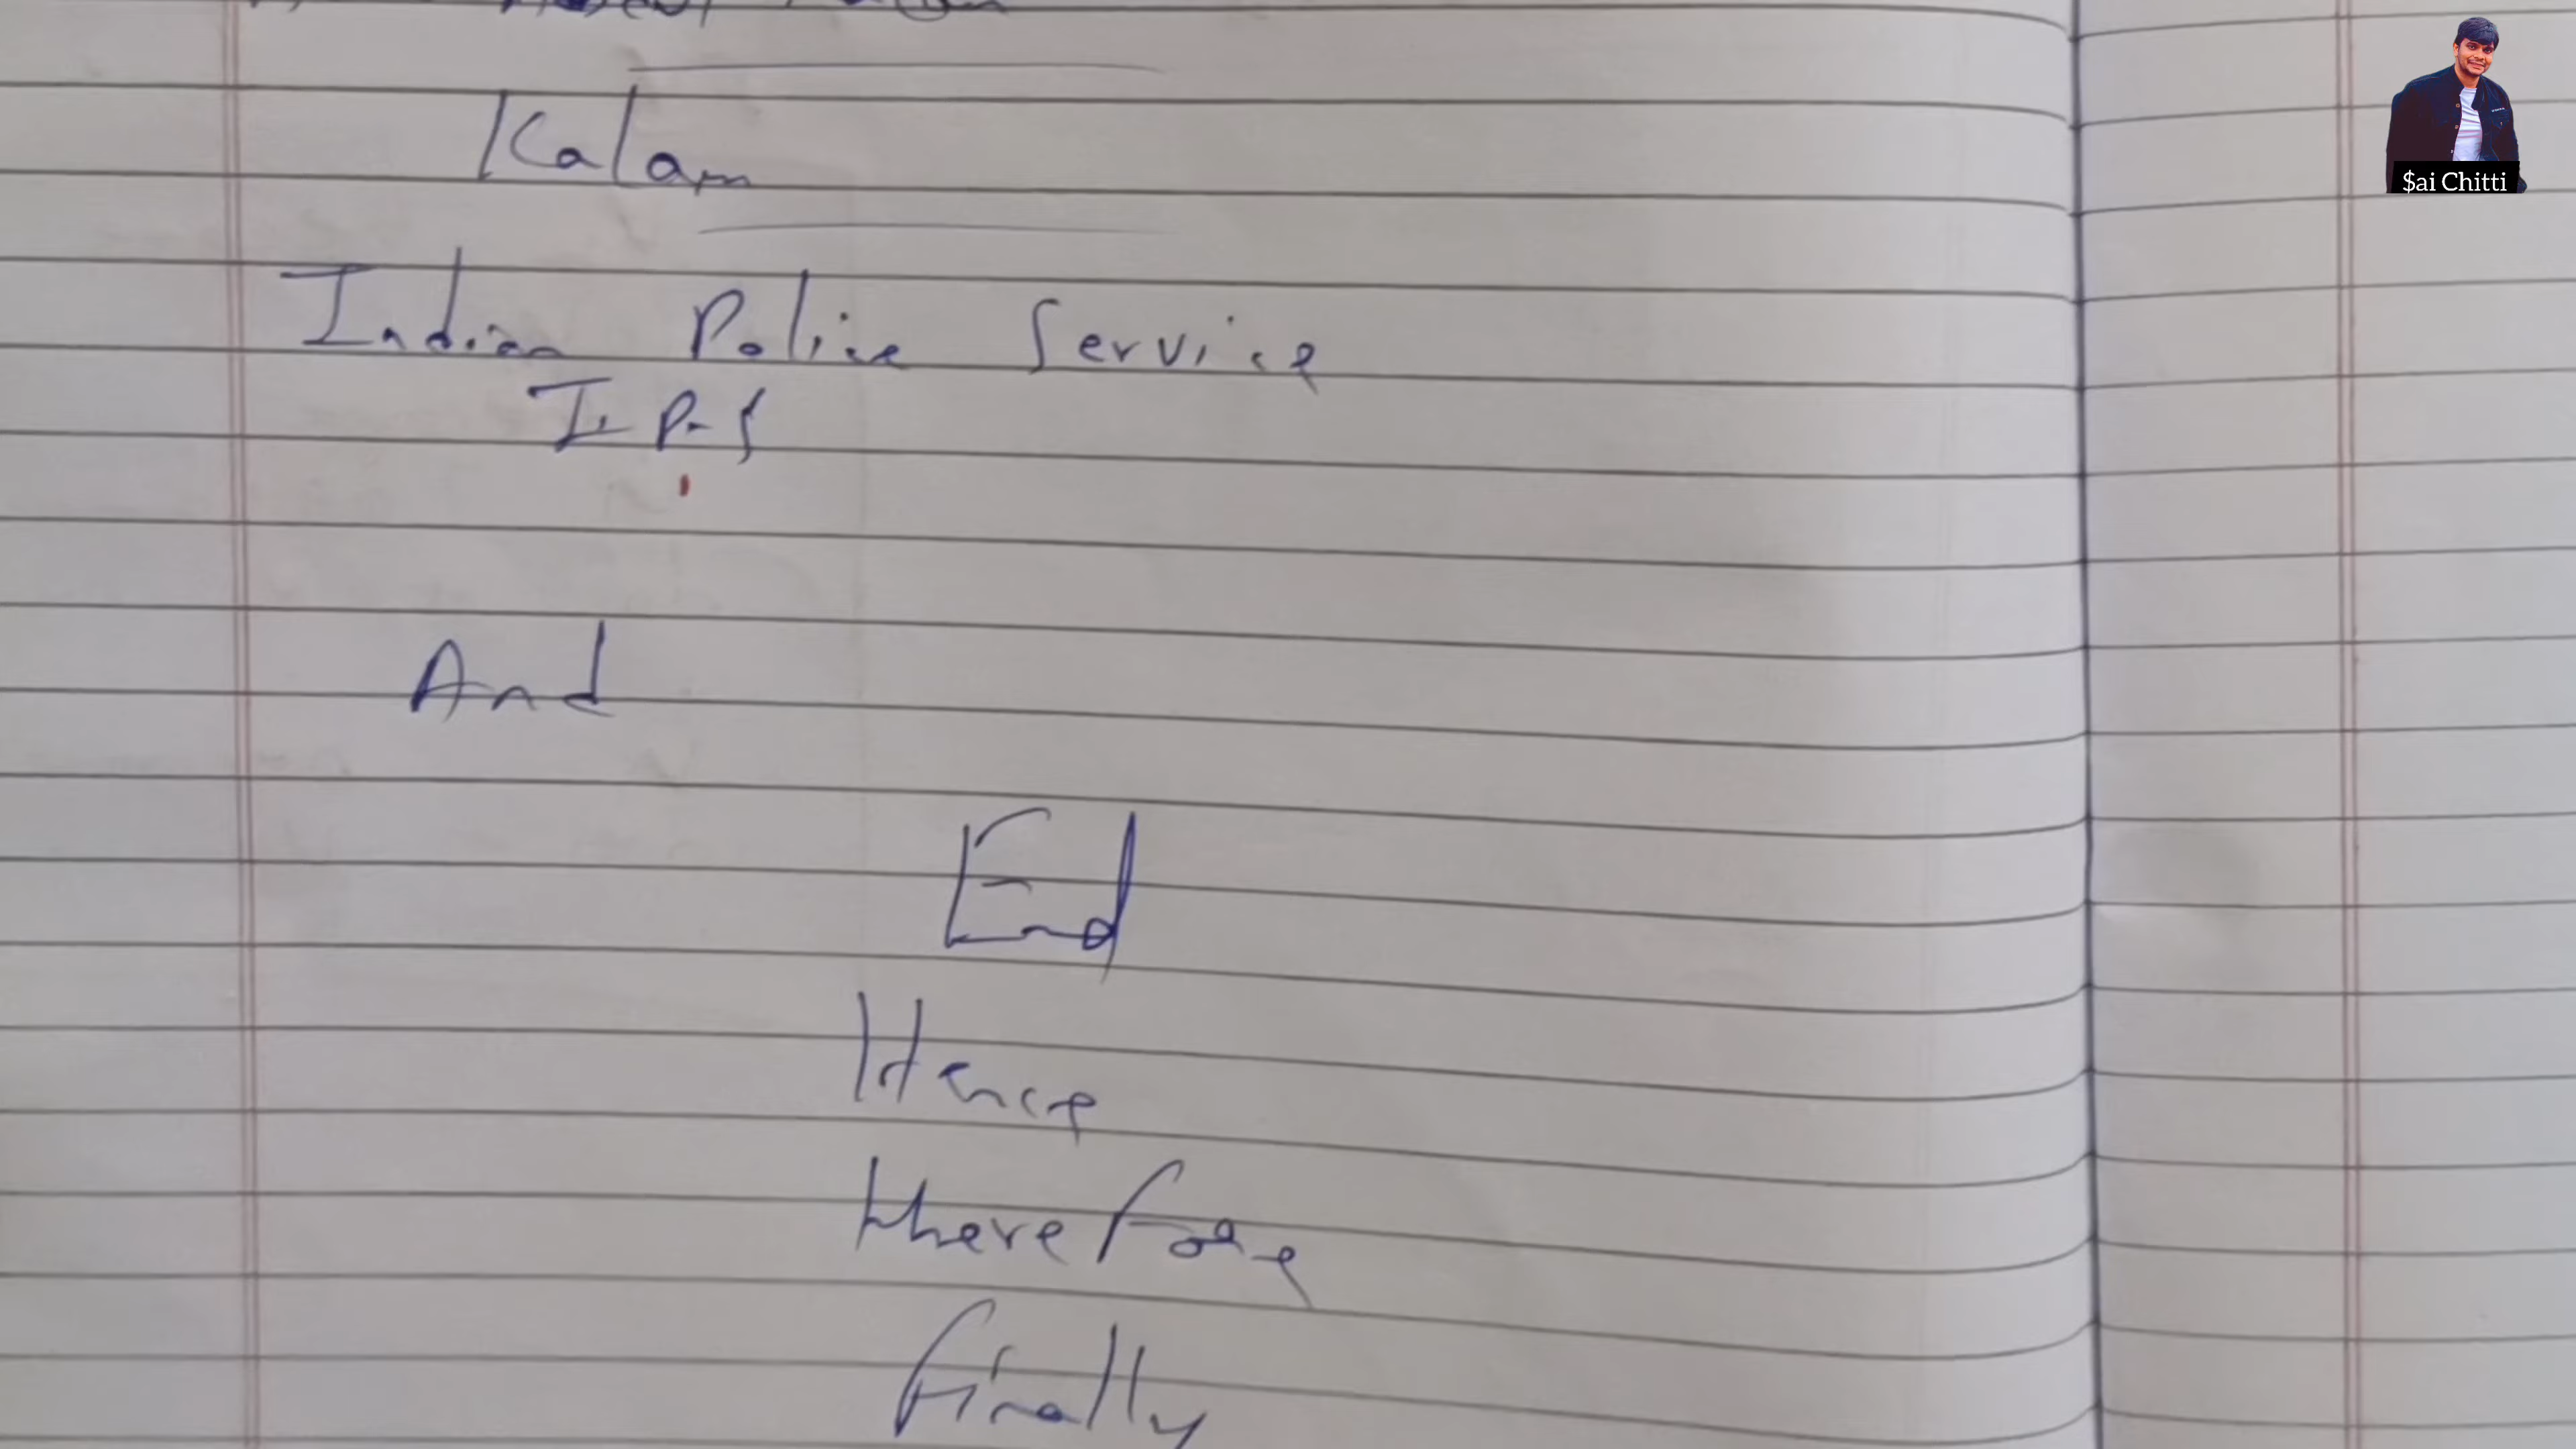 $ai Chitti
Kalam
Indian Police Service
I. P. S
And
End
Hence
therefore
Finally